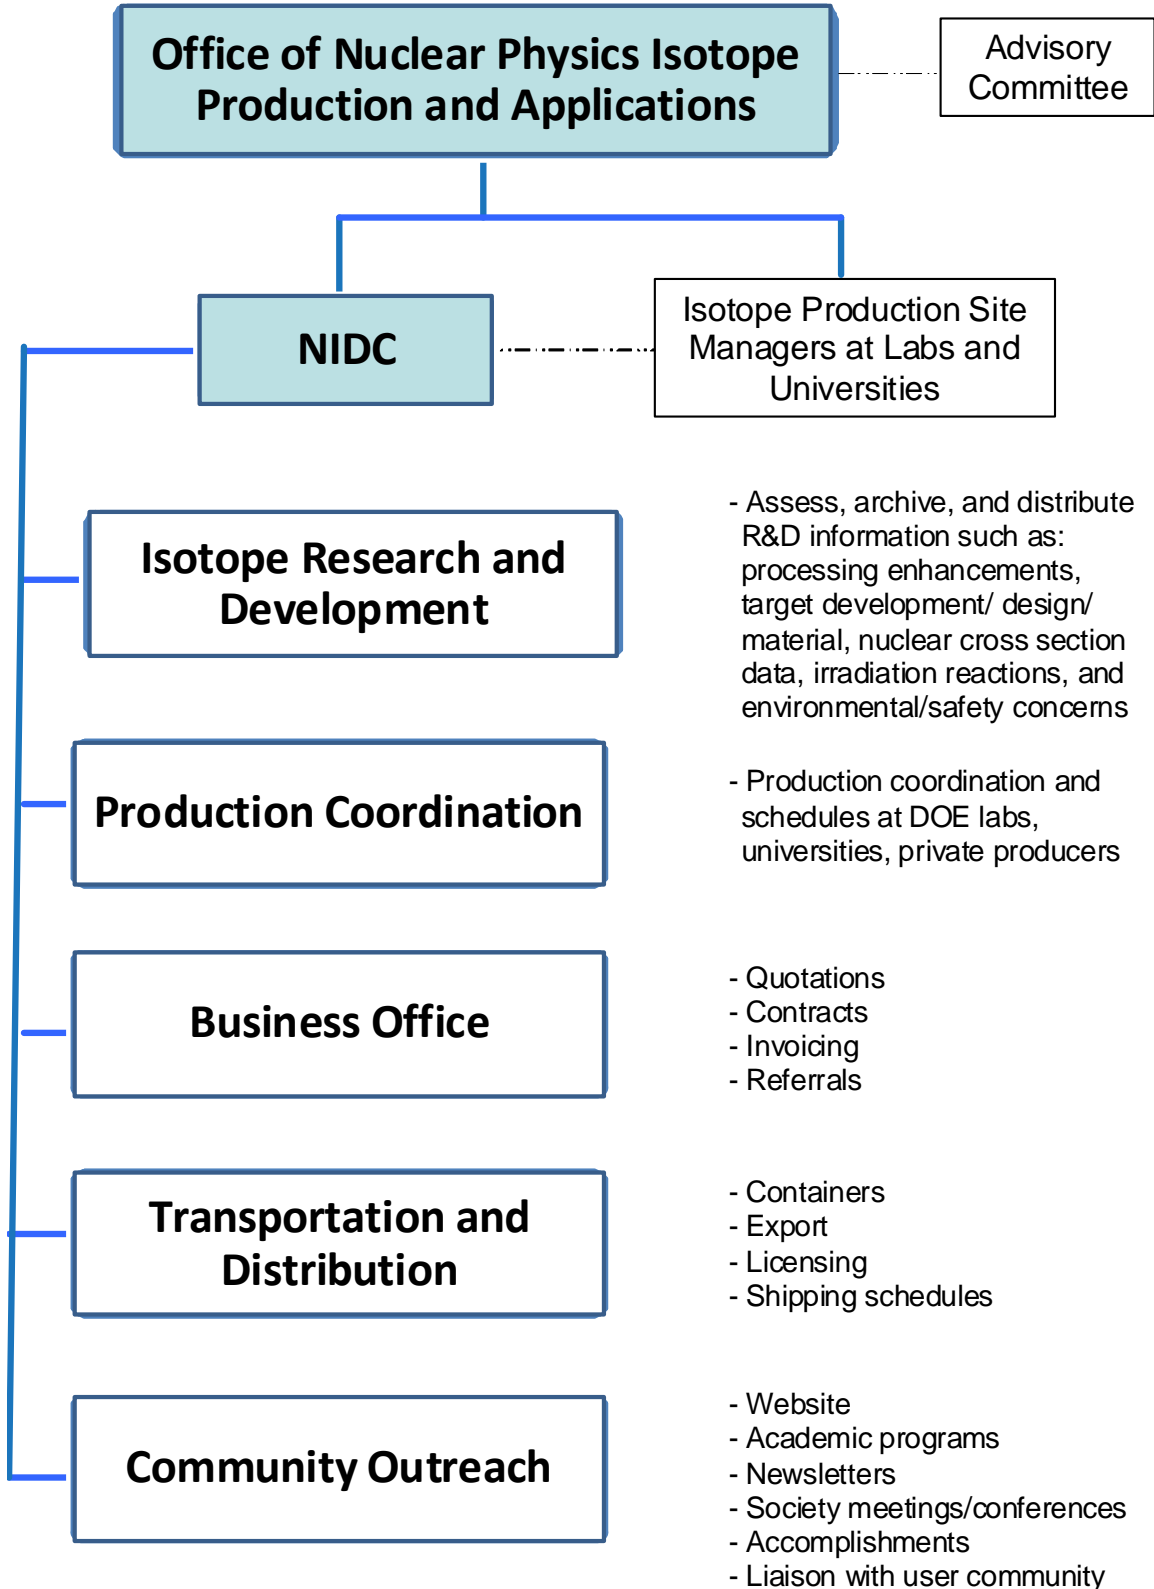 Office of Nuclear Physics Isotope
Production and Applications
Advisory
Committee
NIDC
Isotope Production Site
Managers at Labs and
Universities
Isotope Research and
Development
- Assess, archive, and distribute
R&D information such as:
processing enhancements,
target development/ design/
material, nuclear cross section
data, irradiation reactions, and
environmental/safety concerns
Production Coordination
- Production coordination and
schedules at DOE labs,
universities, private producers
Business Office
- Quotations
- Contracts
- Invoicing
- Referrals
Transportation and
Distribution
- Containers
- Export
- Licensing
- Shipping schedules
Community Outreach
- Website
- Academic programs
- Newsletters
- Society meetings/conferences
- Accomplishments
- Liaison with user community